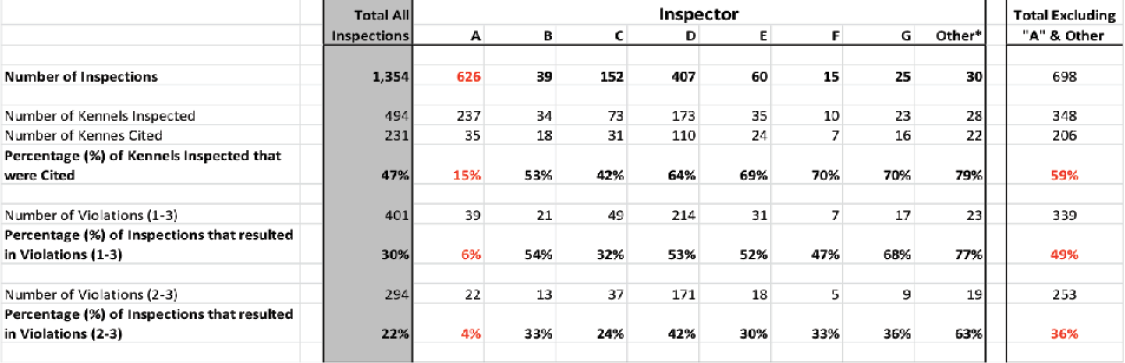 Total All Inspector Total Excluding
Inspections A B C D E F G Other* "A" & Other
Number of Inspections 1,354 626 39 152 407 60 15 25 30 698
Number of Kennels Inspected 494 237 34 73 173 35 10 23 28 348
Number of Kennes Cited 231 35 18 31 110 24 7 16 22 206
Percentage (%) of Kennels Inspected that
were Cited 47% 15% 53% 42% 64% 69% 70% 70% 79% 59%
Number of Violations (1-3) 401 39 21 49 214 31 7 17 23 339
Percentage (%) of Inspections that resulted
in Violations (1-3) 30% 6% 54% 32% 53% 52% 47% 68% 77% 49%
Number of Violations (2-3) 294 22 13 37 171 18 5 9 19 253
Percentage (%) of Inspections that resulted
in Violations (2-3) 22% 4% 33% 24% 42% 30% 33% 36% 63% 36%